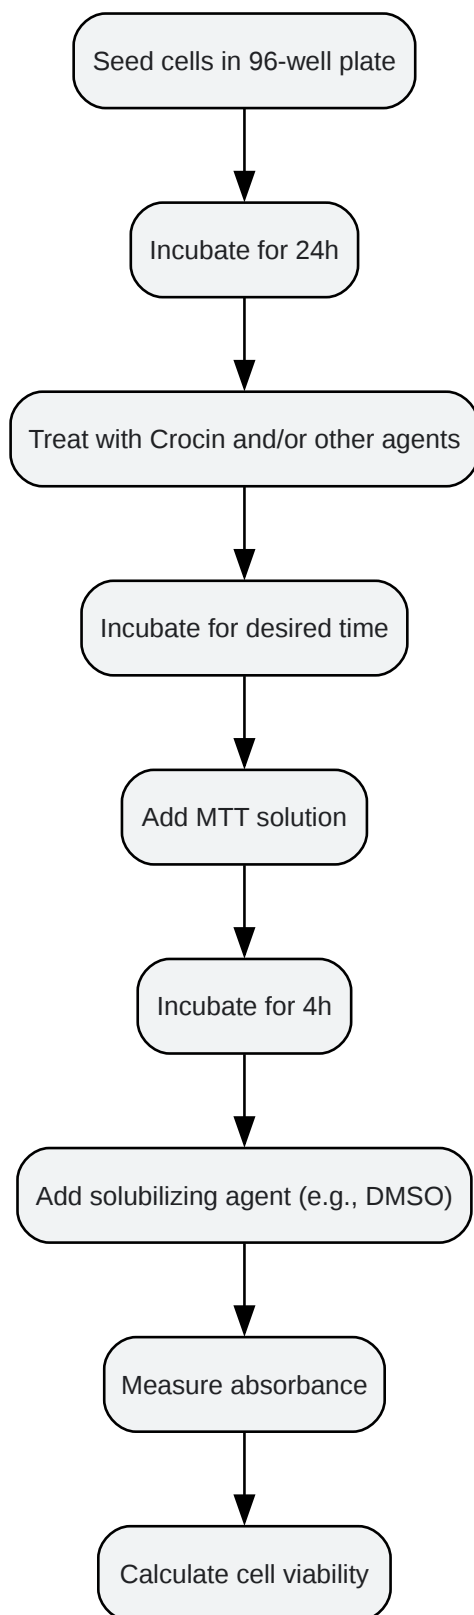 Seed cells in 96-well plate
Incubate for 24h
Treat with Crocin and/or other agents
Incubate for desired time
Add MTT solution
Incubate for 4h
Add solubilizing agent (e.g., DMSO)
Measure absorbance
Calculate cell viability